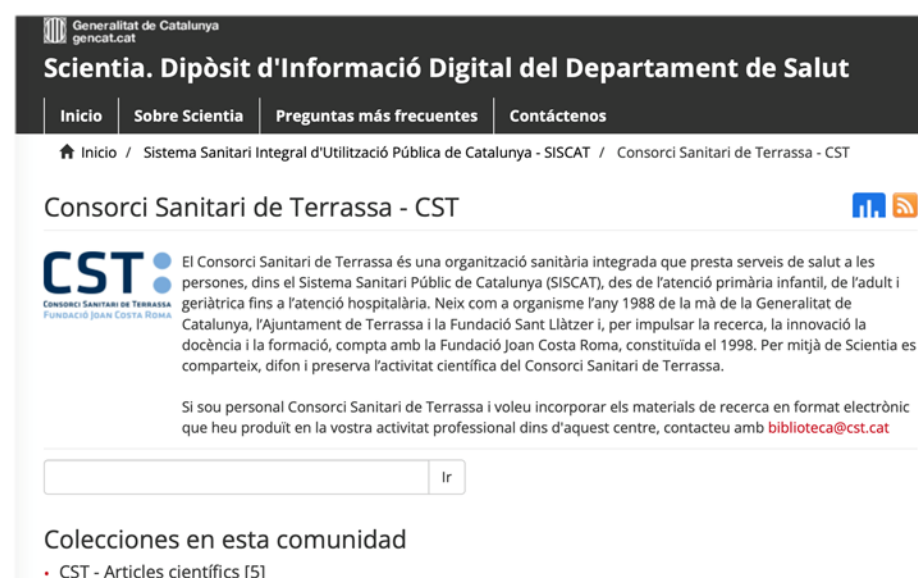 Generalitat de Catalunya
gencat.cat
Scientia. Dipòsit d'Informació Digital del Departament de Salut
Inicio
Sobre Scientia
Preguntas más frecuentes
Contáctenos
Inicio / Sistema Sanitari Integral d'Utilització Pública de Catalunya - SISCAT / Consorci Sanitari de Terrassa - CST
Consorci Sanitari de Terrassa - CST
CST
CONSORCI SANITARI DE TERRASSA
FUNDACIÓ JOAN COSTA ROMA
El Consorci Sanitari de Terrassa és una organització sanitària integrada que presta serveis de salut a les
persones, dins el Sistema Sanitari Públic de Catalunya (SISCAT), des de l’atenció primària infantil, de l’adult i
geriàtrica fins a l’atenció hospitalària. Neix com a organisme l’any 1988 de la mà de la Generalitat de
Catalunya, l’Ajuntament de Terrassa i la Fundació Sant Llàtzer i, per impulsar la recerca, la innovació la
docència i la formació, compta amb la Fundació Joan Costa Roma, constituïda el 1998. Per mitjà de Scientia es
comparteix, difon i preserva l’activitat científica del Consorci Sanitari de Terrassa.
Si sou personal Consorci Sanitari de Terrassa i voleu incorporar els materials de recerca en format electrònic
que heu produït en la vostra activitat professional dins d'aquest centre, contacteu amb biblioteca@cst.cat
Ir
Colecciones en esta comunidad
CST - Articles científics [5]